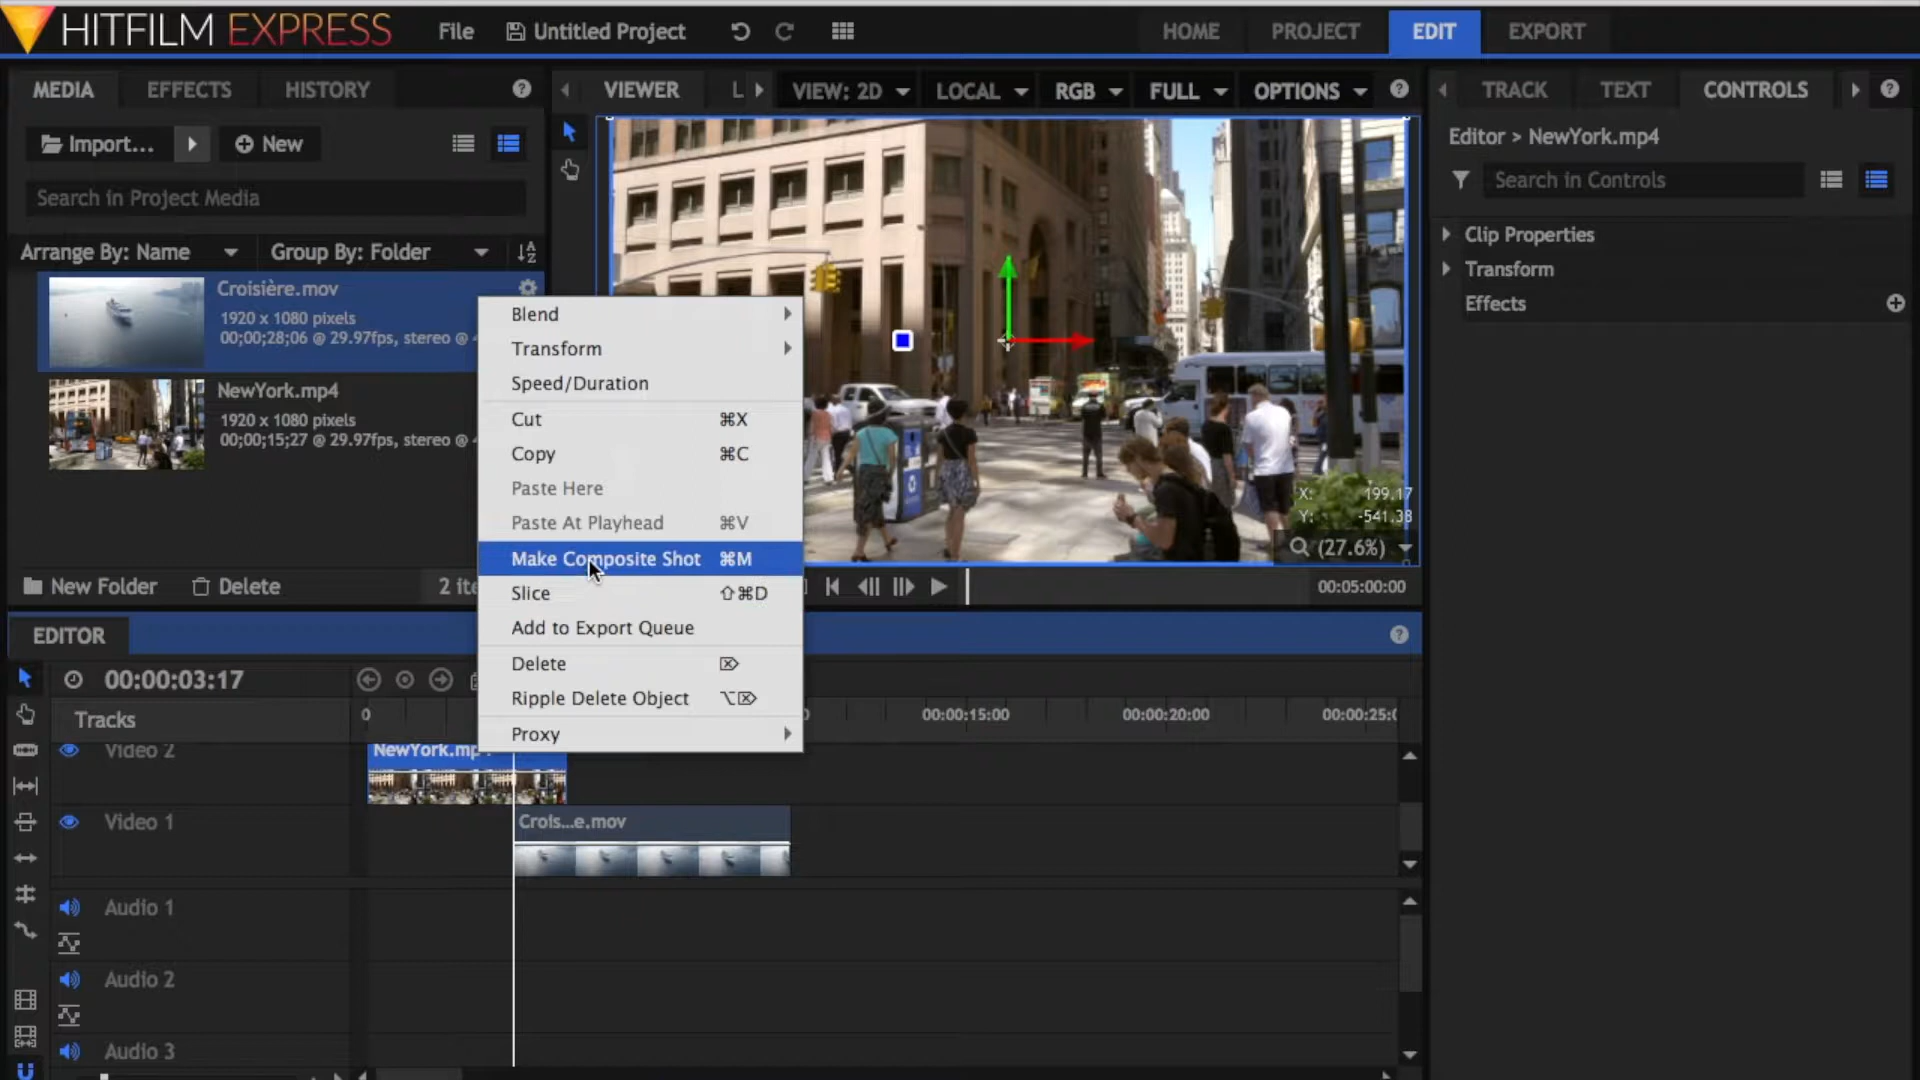 HITFILM EXPRESS
File
Untitled Project
HOME
PROJECT
EDIT
EXPORT
MEDIA
EFFECTS
HISTORY
VIEWER
L
VIEW: 2D
LOCAL
RGB
FULL
OPTIONS
TRACK
TEXT
CONTROLS
Import...
New
Editor > NewYork.mp4
Search in Project Media
Search in Controls
Arrange By: Name
Group By: Folder
Clip Properties
Transform
Effects
Croisière.mov
1920 x 1080 pixels
00;00;28;06 @ 29.97fps, stereo @
NewYork.mp4
1920 x 1080 pixels
00;00;15;27 @ 29.97fps, stereo @
Blend
Transform
Speed/Duration
Cut ⌘X
Copy ⌘C
Paste Here
Paste At Playhead ⌘V
Make Composite Shot ⌘M
Slice ⇧⌘D
Add to Export Queue
Delete ⌦
Ripple Delete Object ⌥⌦
Proxy
X: 199.17
Y: -541.38
(27.6%)
New Folder
Delete
2
00:05:00:00
EDITOR
00:00:03:17
Tracks
0
00:00:15:00
00:00:20:00
00:00:25:
Video 2
NewYork.mp
Video 1
Crois...e.mov
Audio 1
Audio 2
Audio 3